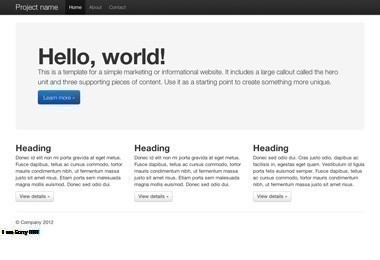 Project name Home About Contact
Hello, world!
This is a template for a simple marketing or informational website. It includes a large callout called the hero
unit and three supporting pieces of content. Use it as a starting point to create something more unique.
Learn more »
Heading
Donec id elit non mi porta gravida at eget metus.
Fusce dapibus, tellus ac cursus commodo, tortor
mauris condimentum nibh, ut fermentum massa
justo sit amet risus. Etiam porta sem malesuada
magna mollis euismod. Donec sed odio dui.
View details »
Heading
Donec id elit non mi porta gravida at eget metus.
Fusce dapibus, tellus ac cursus commodo, tortor
mauris condimentum nibh, ut fermentum massa
justo sit amet risus. Etiam porta sem malesuada
magna mollis euismod. Donec sed odio dui.
View details »
Heading
Donec sed odio dui. Cras justo odio, dapibus ac
facilisis in, egestas eget quam. Vestibulum id ligula
porta felis euismod semper. Fusce dapibus, tellus
ac cursus commodo, tortor mauris condimentum
nibh, ut fermentum massa justo sit amet risus.
View details »
© Company 2012